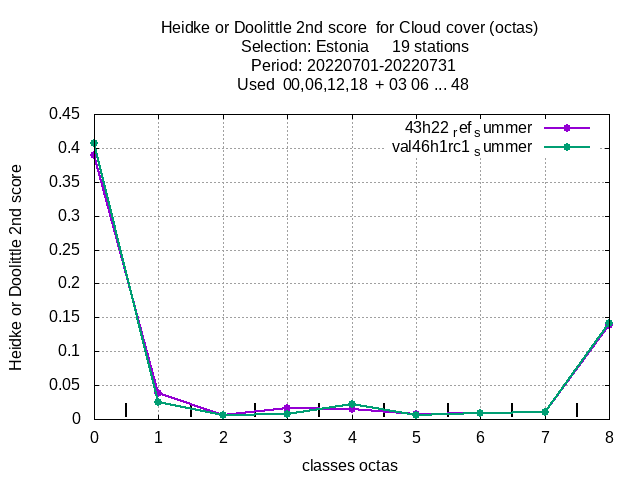 Heidke or Doolittle 2nd score  for Cloud cover (octas)
Selection: Estonia     19 stations
Period: 20220701-20220731
Used  00,06,12,18  + 03 06 ... 48
43h22 refsummer
val46h1rc1 summer
Heidke or Doolittle 2nd score
0.45
0.4
0.35
0.3
0.25
0.2
0.15
0.1
0.05
0
0 1 2 3 4 5 6 7 8
classes octas